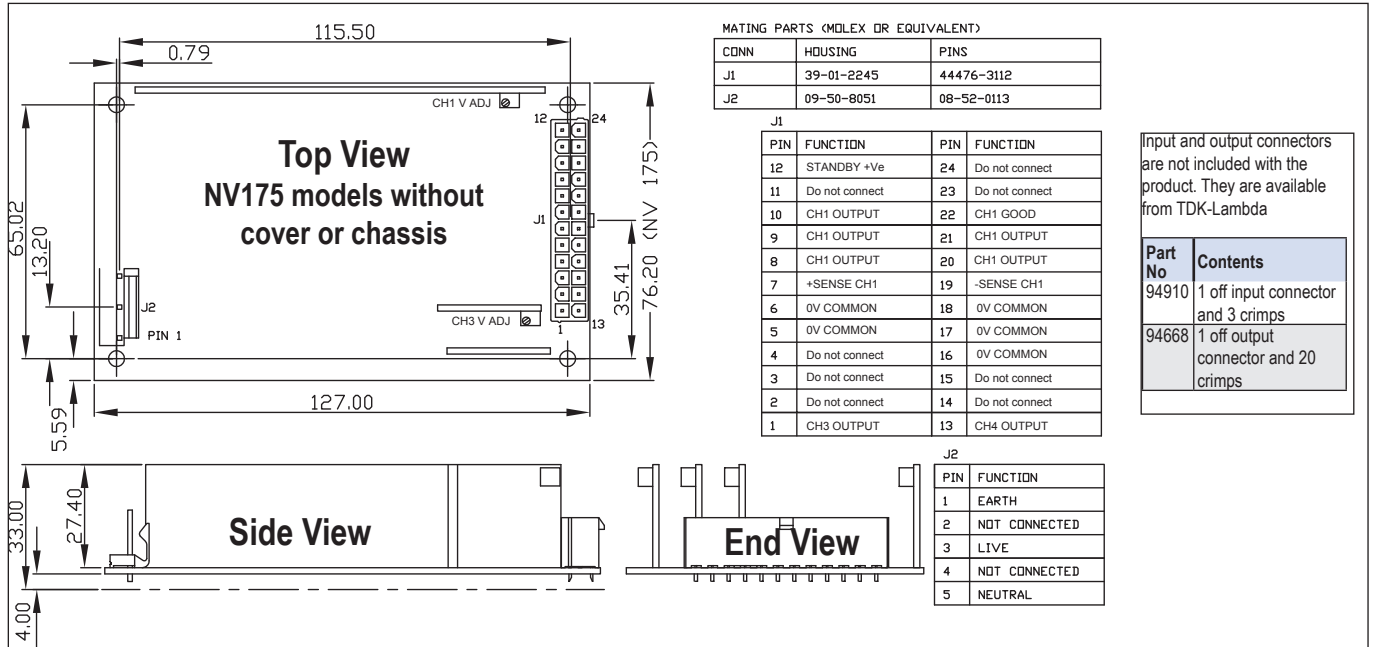 115.50
0.79
CH1 V ADJ
12
24
Top View
NV175 models without
cover or chassis
J1
65.02
13.20
J2
PIN 1
CH3 V ADJ
1
13
35.41
76.20 (NV 175)
127.00
5.59
MATING PARTS (MOLEX OR EQUIVALENT)
CONN HOUSING PINS
J1 39-01-2245 44476-3112
J2 09-50-8051 08-52-0113
J1
PIN FUNCTION PIN FUNCTION
12 STANDBY +Ve 24 Do not connect
11 Do not connect 23 Do not connect
10 CH1 OUTPUT 22 CH1 GOOD
9 CH1 OUTPUT 21 CH1 OUTPUT
8 CH1 OUTPUT 20 CH1 OUTPUT
7 +SENSE CH1 19 -SENSE CH1
6 0V COMMON 18 0V COMMON
5 0V COMMON 17 0V COMMON
4 Do not connect 16 0V COMMON
3 Do not connect 15 Do not connect
2 Do not connect 14 Do not connect
1 CH3 OUTPUT 13 CH4 OUTPUT
Input and output connectors
are not included with the
product. They are available
from TDK-Lambda
Part No Contents
94910 1 off input connector
and 3 crimps
94668 1 off output
connector and 20
crimps
33.00
27.40
4.00
Side View
End View
J2
PIN FUNCTION
1 EARTH
2 NOT CONNECTED
3 LIVE
4 NOT CONNECTED
5 NEUTRAL